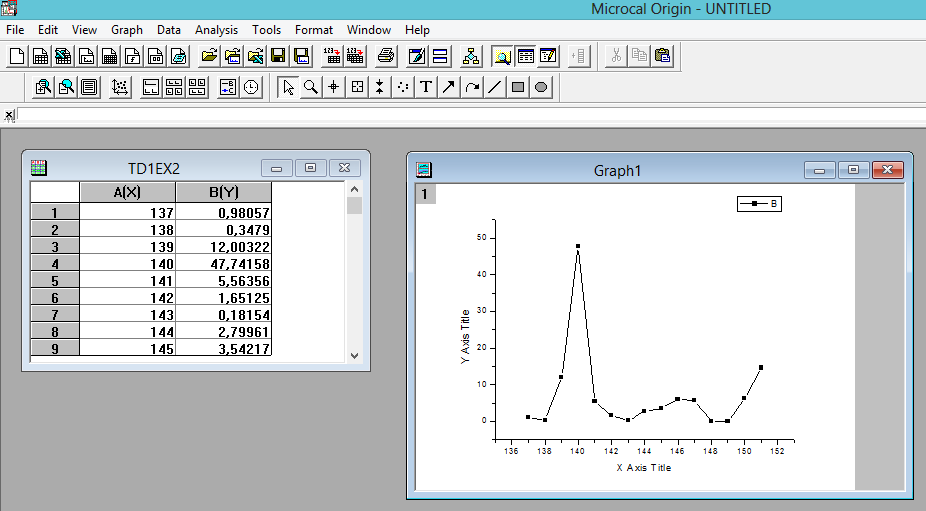 Microcal Origin - UNTITLED
File Edit View Graph Data Analysis Tools Format Window Help
TD1EX2
A(X) B(Y)
1 137 0,98057
2 138 0,3479
3 139 12,00322
4 140 47,74158
5 141 5,56356
6 142 1,65125
7 143 0,18154
8 144 2,79961
9 145 3,54217
Graph1
1
B
50
40
30
20
10
0
Y Axis Title
136 138 140 142 144 146 148 150 152
X Axis Title